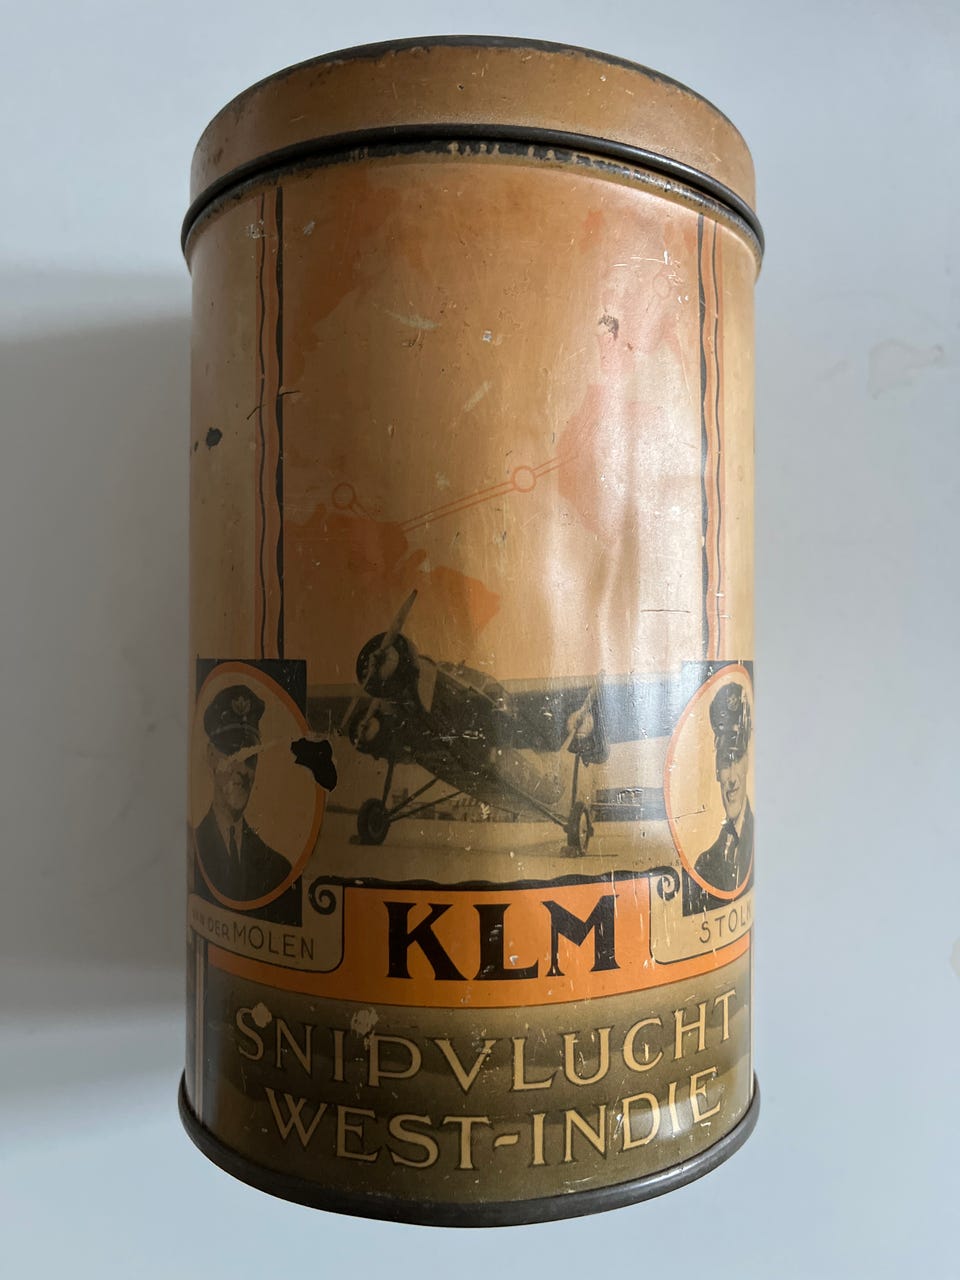 VAN DER MOLEN
STOLK
KLM
SNIPVLUCHT
WEST-INDIE